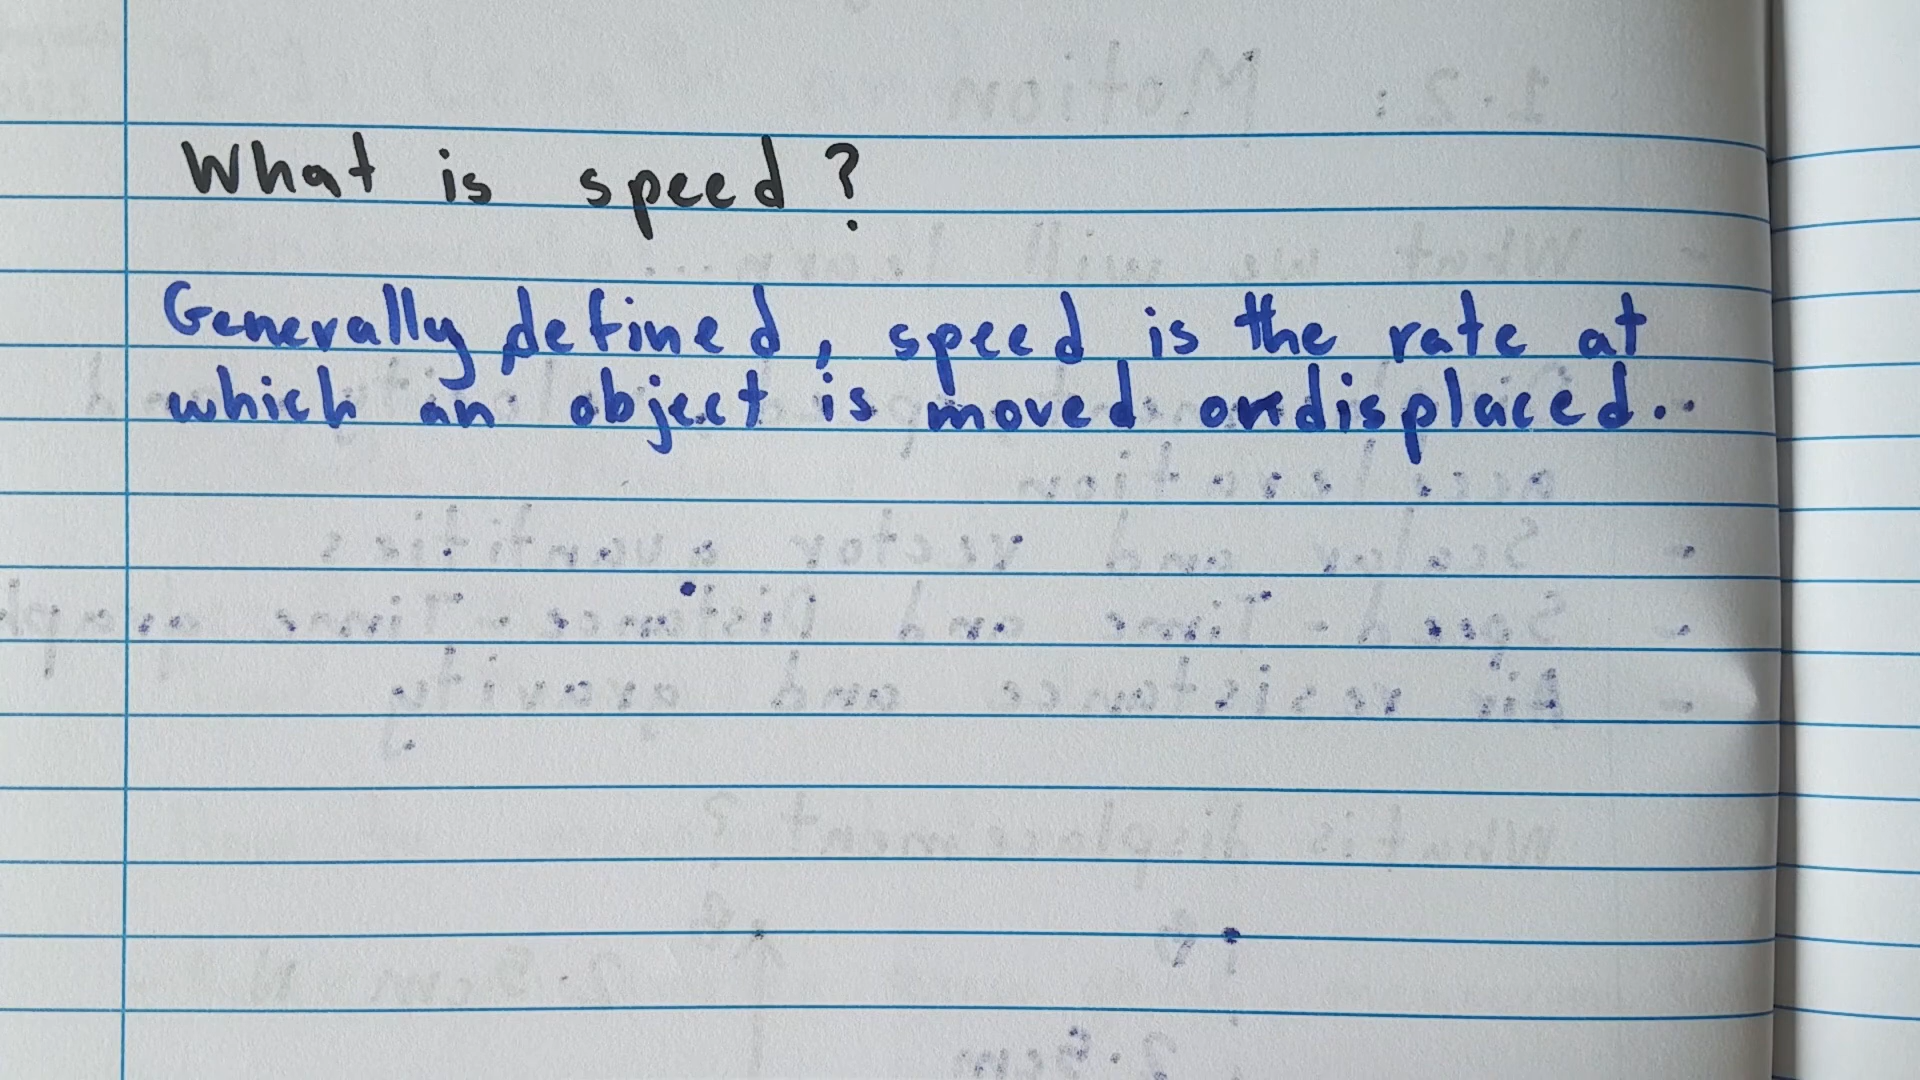 What is speed?
Generally defined, speed is the rate at
which an object is moved or displaced.